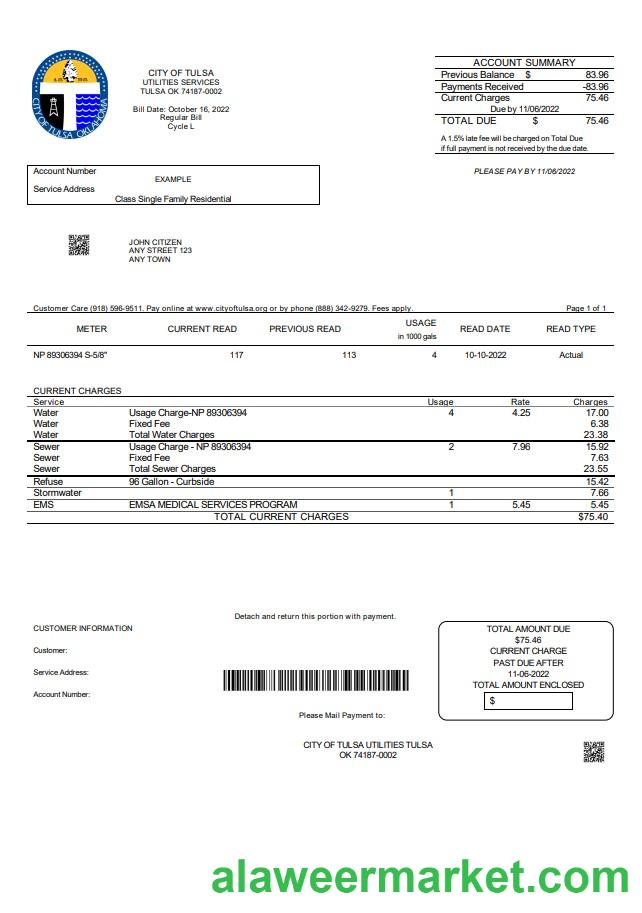 CITY OF TULSA OKLAHOMA
CITY OF TULSA
UTILITIES SERVICES
TULSA OK 74187-0002
Bill Date: October 16, 2022
Regular Bill
Cycle L
ACCOUNT SUMMARY
Previous Balance $ 83.96
Payments Received -83.96
Current Charges 75.46
Due by 11/06/2022
TOTAL DUE $ 75.46
A 1.5% late fee will be charged on Total Due
if full payment is not received by the due date.
PLEASE PAY BY 11/06/2022
Account Number
EXAMPLE
Service Address
Class Single Family Residential
JOHN CITIZEN
ANY STREET 123
ANY TOWN
Customer Care (918) 596-9511. Pay online at www.cityoftulsa.org or by phone (888) 342-9279. Fees apply. Page 1 of 1
METER CURRENT READ PREVIOUS READ USAGE in 1000 gals READ DATE READ TYPE
NP 89306394 S-5/8" 117 113 4 10-10-2022 Actual
CURRENT CHARGES
Service Usage Rate Charges
Water Usage Charge-NP 89306394 4 4.25 17.00
Water Fixed Fee 6.38
Water Total Water Charges 23.38
Sewer Usage Charge - NP 89306394 2 7.96 15.92
Sewer Fixed Fee 7.63
Sewer Total Sewer Charges 23.55
Refuse 96 Gallon - Curbside 15.42
Stormwater 1 7.66
EMS EMSA MEDICAL SERVICES PROGRAM 1 5.45 5.45
TOTAL CURRENT CHARGES $75.40
Detach and return this portion with payment.
CUSTOMER INFORMATION
Customer:
Service Address:
Account Number:
Please Mail Payment to:
CITY OF TULSA UTILITIES TULSA
OK 74187-0002
TOTAL AMOUNT DUE
$75.46
CURRENT CHARGE
PAST DUE AFTER
11-06-2022
TOTAL AMOUNT ENCLOSED
$
alaweermarket.com